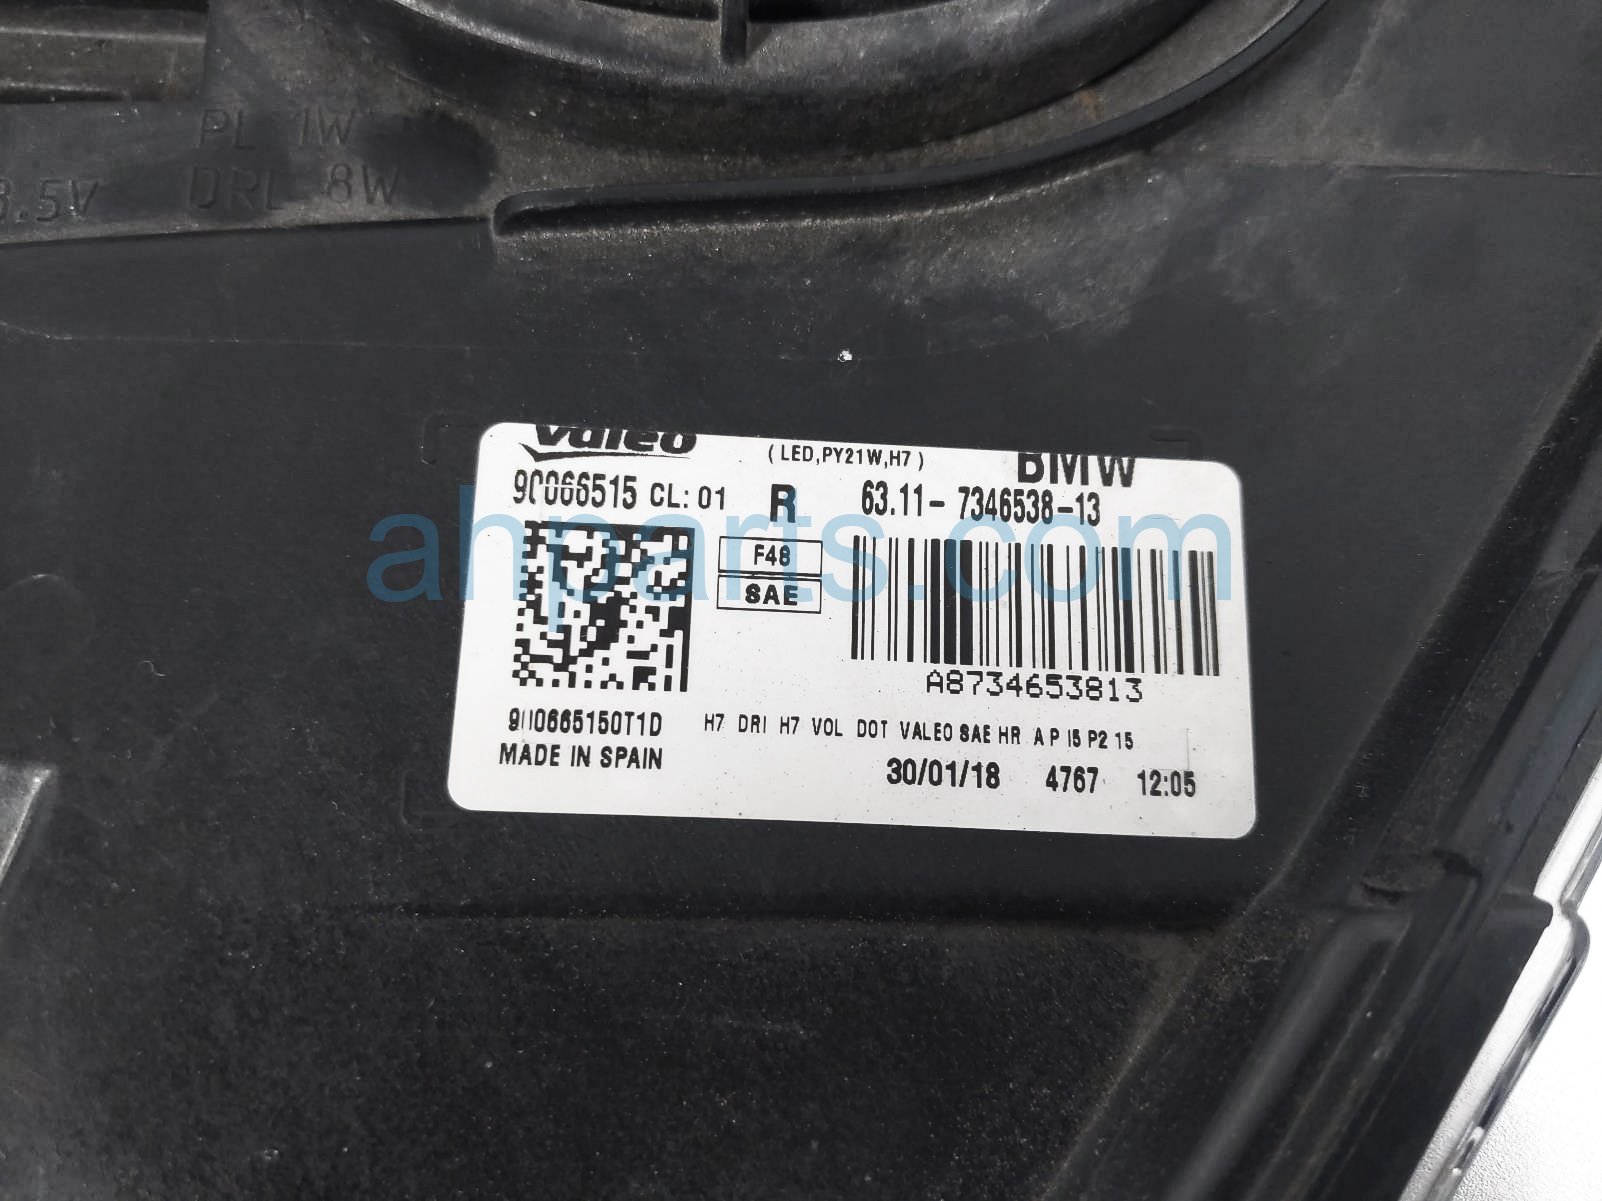 PL 1W
3.5V DRL 8W
Valeo (LED,PY21W,H7) BMW
90066515 CL: 01 R 63.11- 7346538-13
F48
SAE
A8734653813
900665150T1D H7 DRI H7 VOL DOT VALEO SAE HR A P I5 P2 15
MADE IN SPAIN
30/01/18 4767 12:05
ahparts.com